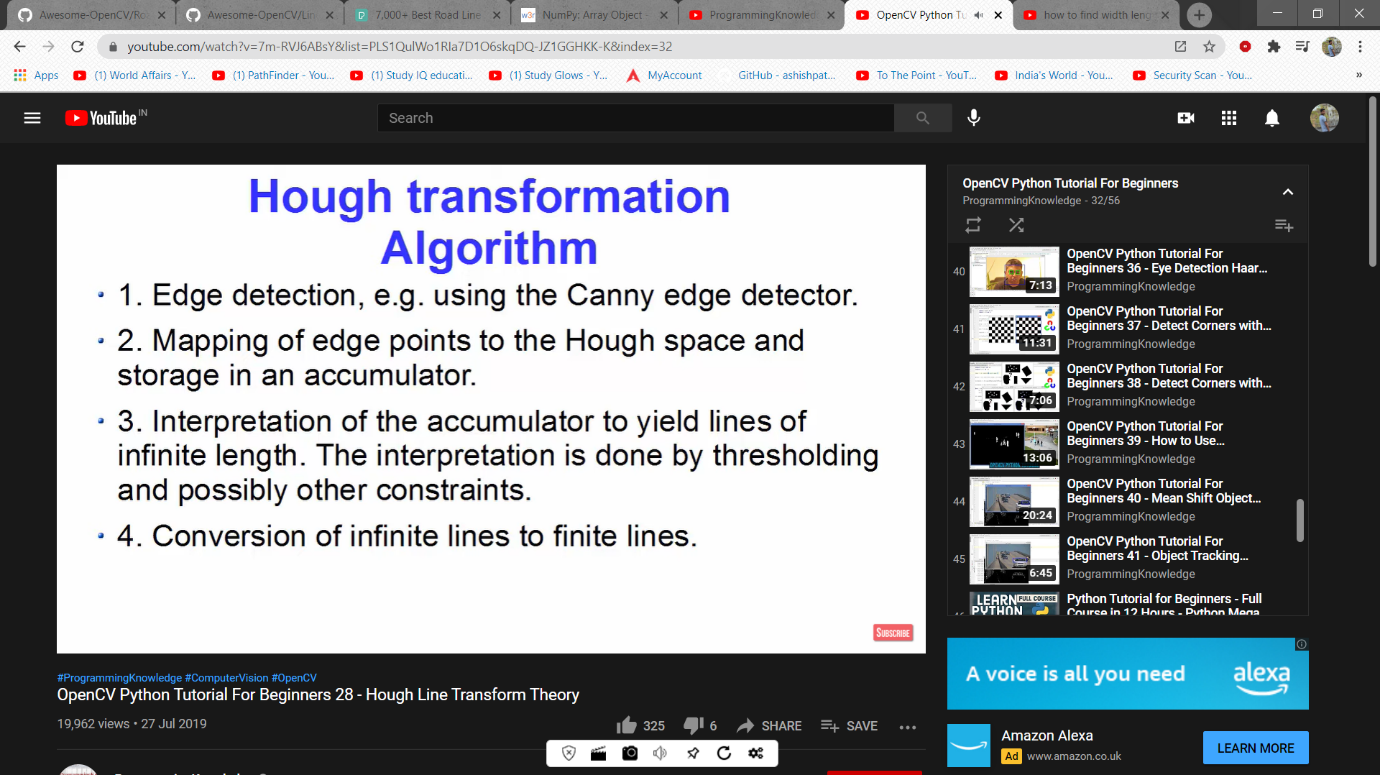 Awesome-OpenCV/Ro
Awesome-OpenCV/Lin
7,000+ Best Road Line
NumPy: Array Object -
ProgrammingKnowled
OpenCV Python Tu
how to find width leng
youtube.com/watch?v=7m-RVJ6ABsY&list=PLS1QulWo1RIa7D1O6skqDQ-JZ1GGHKK-K&index=32
Apps
(1) World Affairs - Y...
(1) PathFinder - You...
(1) Study IQ educati...
(1) Study Glows - Y...
MyAccount
GitHub - ashishpat...
To The Point - YouT...
India's World - You...
Security Scan - You...
»
YouTube IN
Search
Hough transformation
Algorithm
• 1. Edge detection, e.g. using the Canny edge detector.
• 2. Mapping of edge points to the Hough space and
storage in an accumulator.
• 3. Interpretation of the accumulator to yield lines of
infinite length. The interpretation is done by thresholding
and possibly other constraints.
• 4. Conversion of infinite lines to finite lines.
SUBSCRIBE
#ProgrammingKnowledge #ComputerVision #OpenCV
OpenCV Python Tutorial For Beginners 28 - Hough Line Transform Theory
19,962 views • 27 Jul 2019
325
6
SHARE
SAVE
OpenCV Python Tutorial For Beginners
ProgrammingKnowledge - 32/56
40
7:13
OpenCV Python Tutorial For
Beginners 36 - Eye Detection Haar...
ProgrammingKnowledge
41
11:31
OpenCV Python Tutorial For
Beginners 37 - Detect Corners with...
ProgrammingKnowledge
42
7:06
OpenCV Python Tutorial For
Beginners 38 - Detect Corners with...
ProgrammingKnowledge
43
13:06
OpenCV Python Tutorial For
Beginners 39 - How to Use...
ProgrammingKnowledge
44
20:24
OpenCV Python Tutorial For
Beginners 40 - Mean Shift Object...
ProgrammingKnowledge
45
6:45
OpenCV Python Tutorial For
Beginners 41 - Object Tracking...
ProgrammingKnowledge
LEARN FULL COURSE
PYTHON
Python Tutorial for Beginners - Full
Course in 12 Hours - Python Mega
A voice is all you need
alexa
Amazon Alexa
Ad www.amazon.co.uk
LEARN MORE